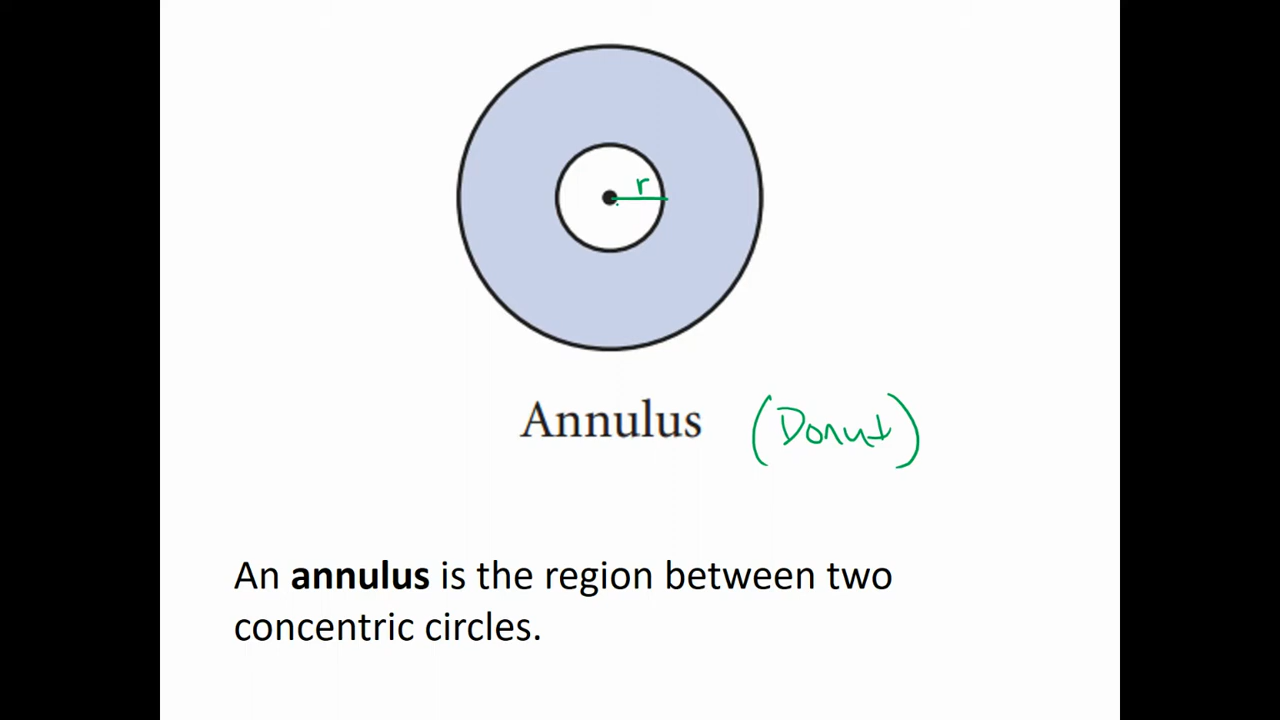 r
Annulus (Donut)
An annulus is the region between two
concentric circles.